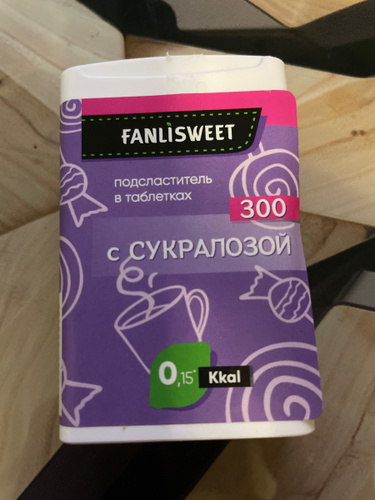 FANLISWEET
подсластитель
в таблетках
300
с СУКРАЛОЗОЙ
0,15* Kkal